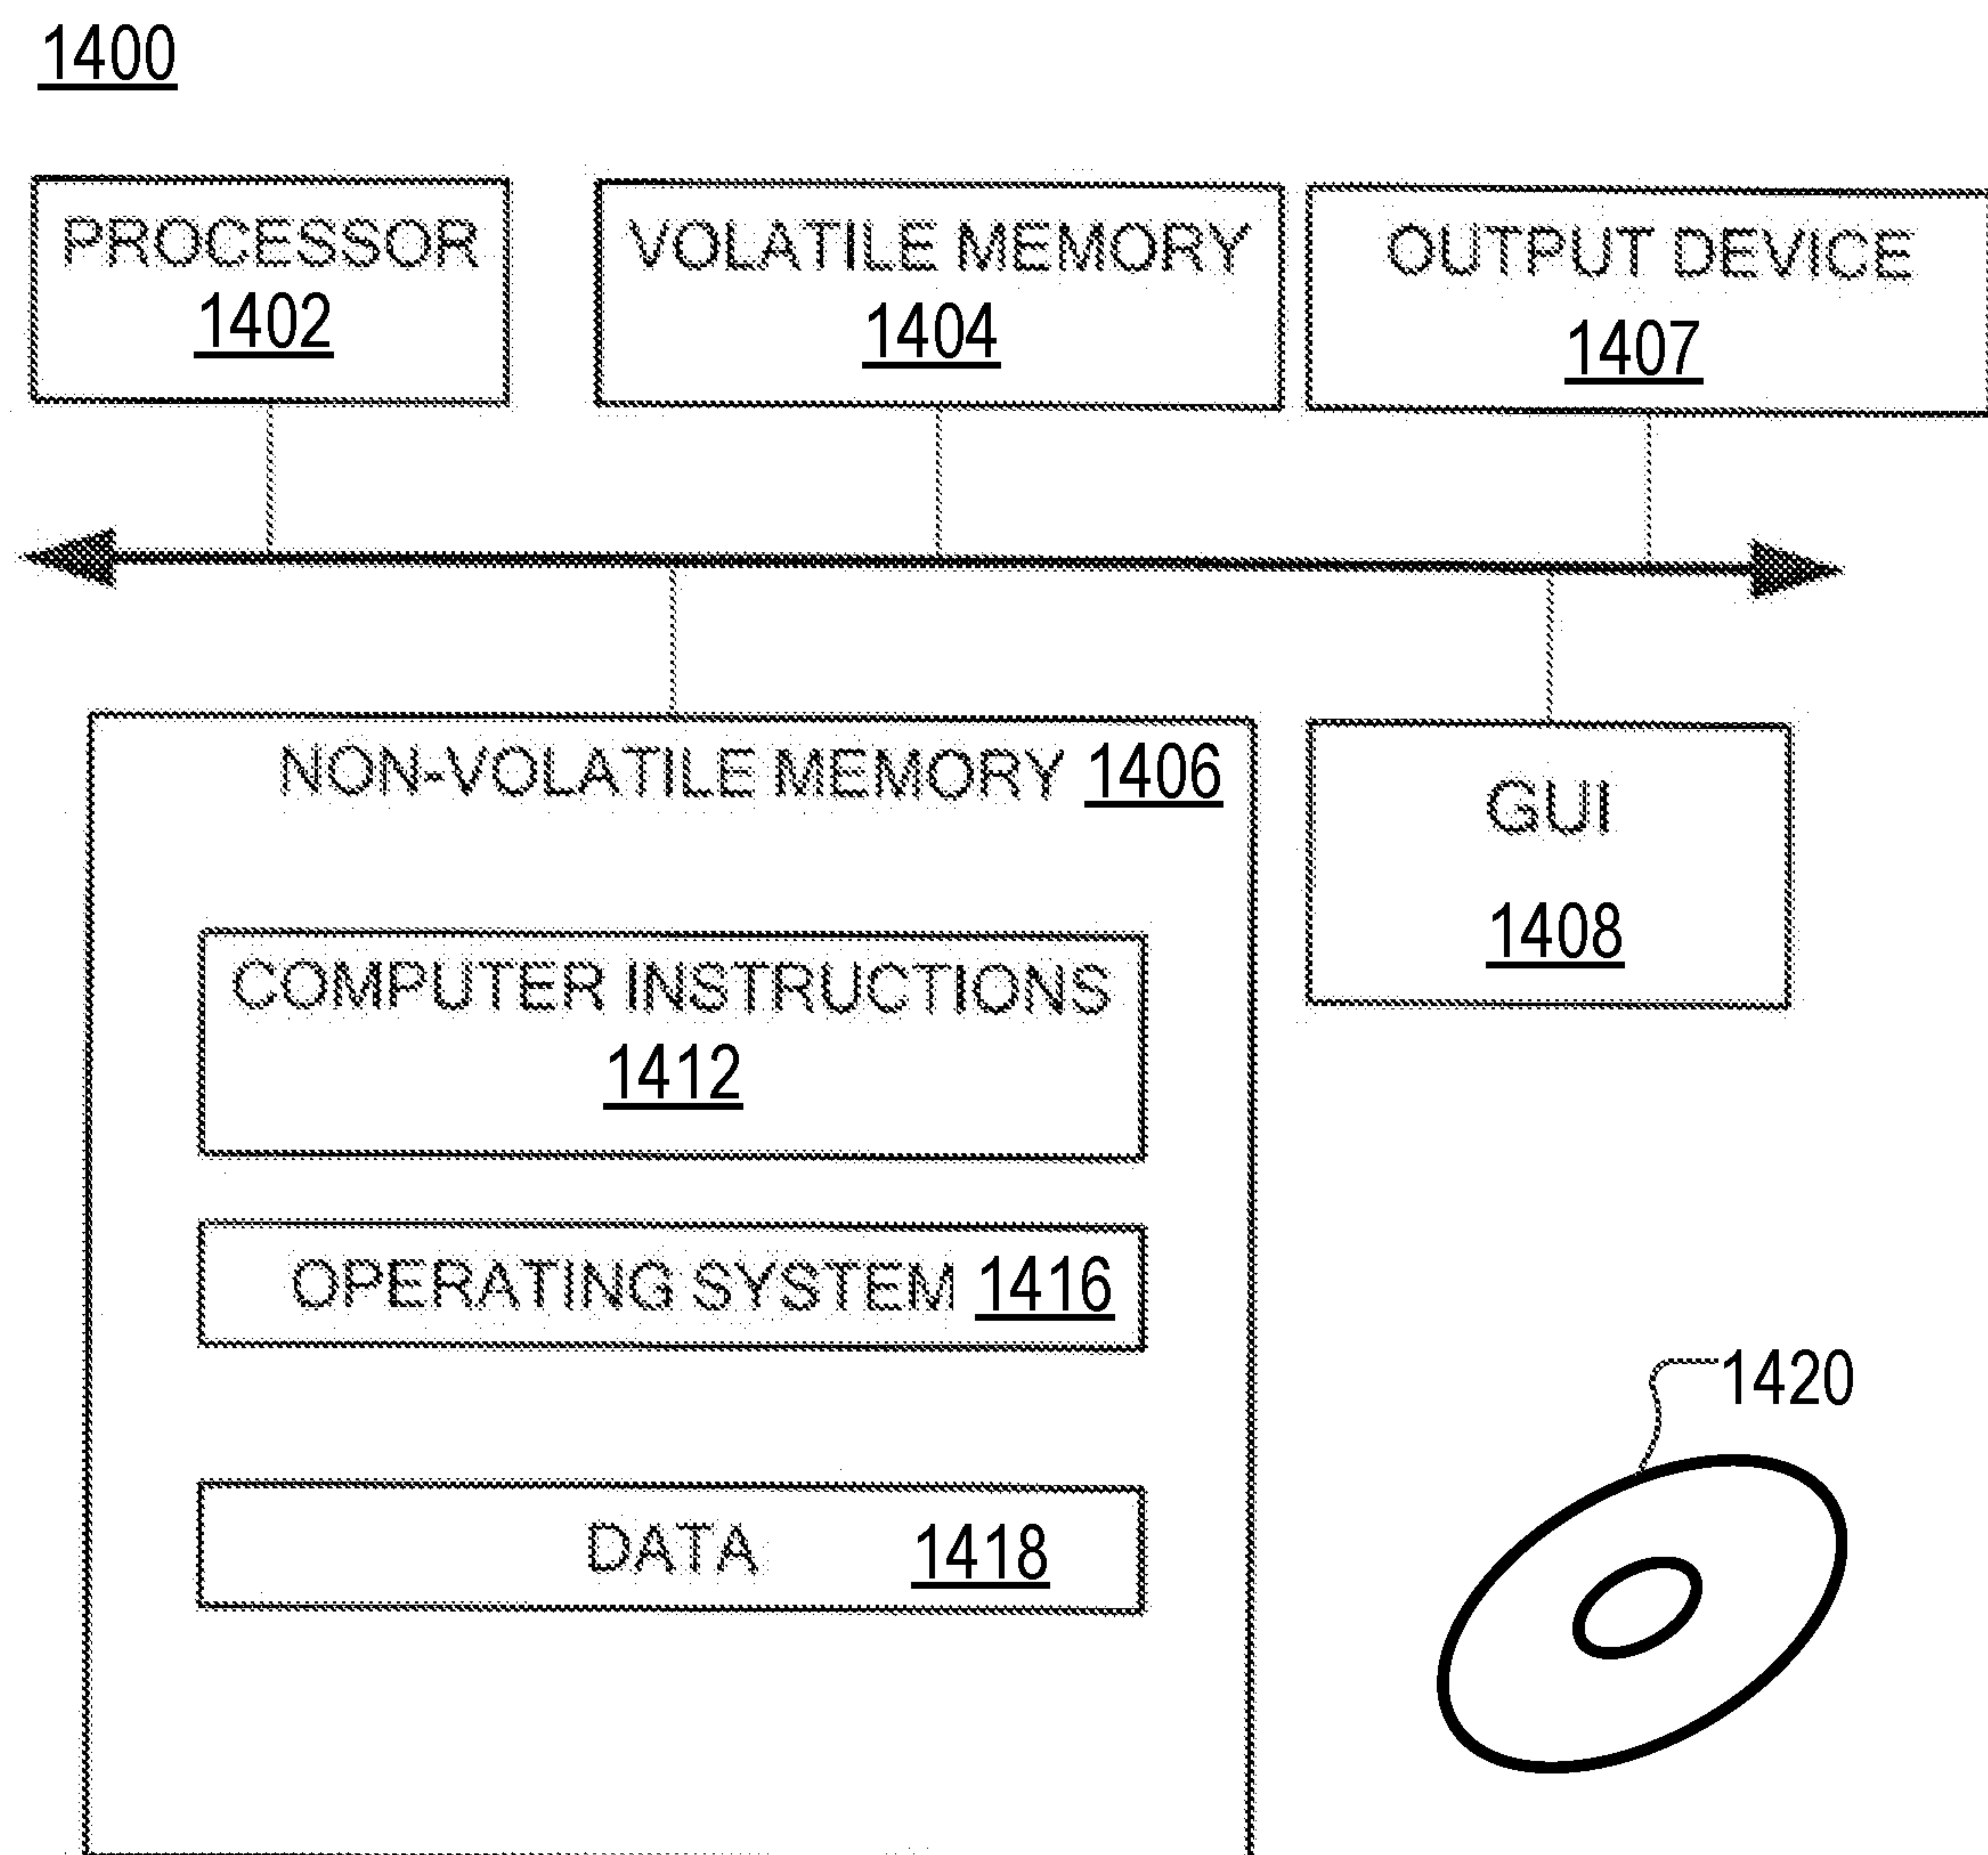 1400
PROCESSOR
1402
VOLATILE MEMORY
1404
OUTPUT DEVICE
1407
NON-VOLATILE MEMORY 1406
GUI
1408
COMPUTER INSTRUCTIONS
1412
OPERATING SYSTEM 1416
DATA 1418
1420